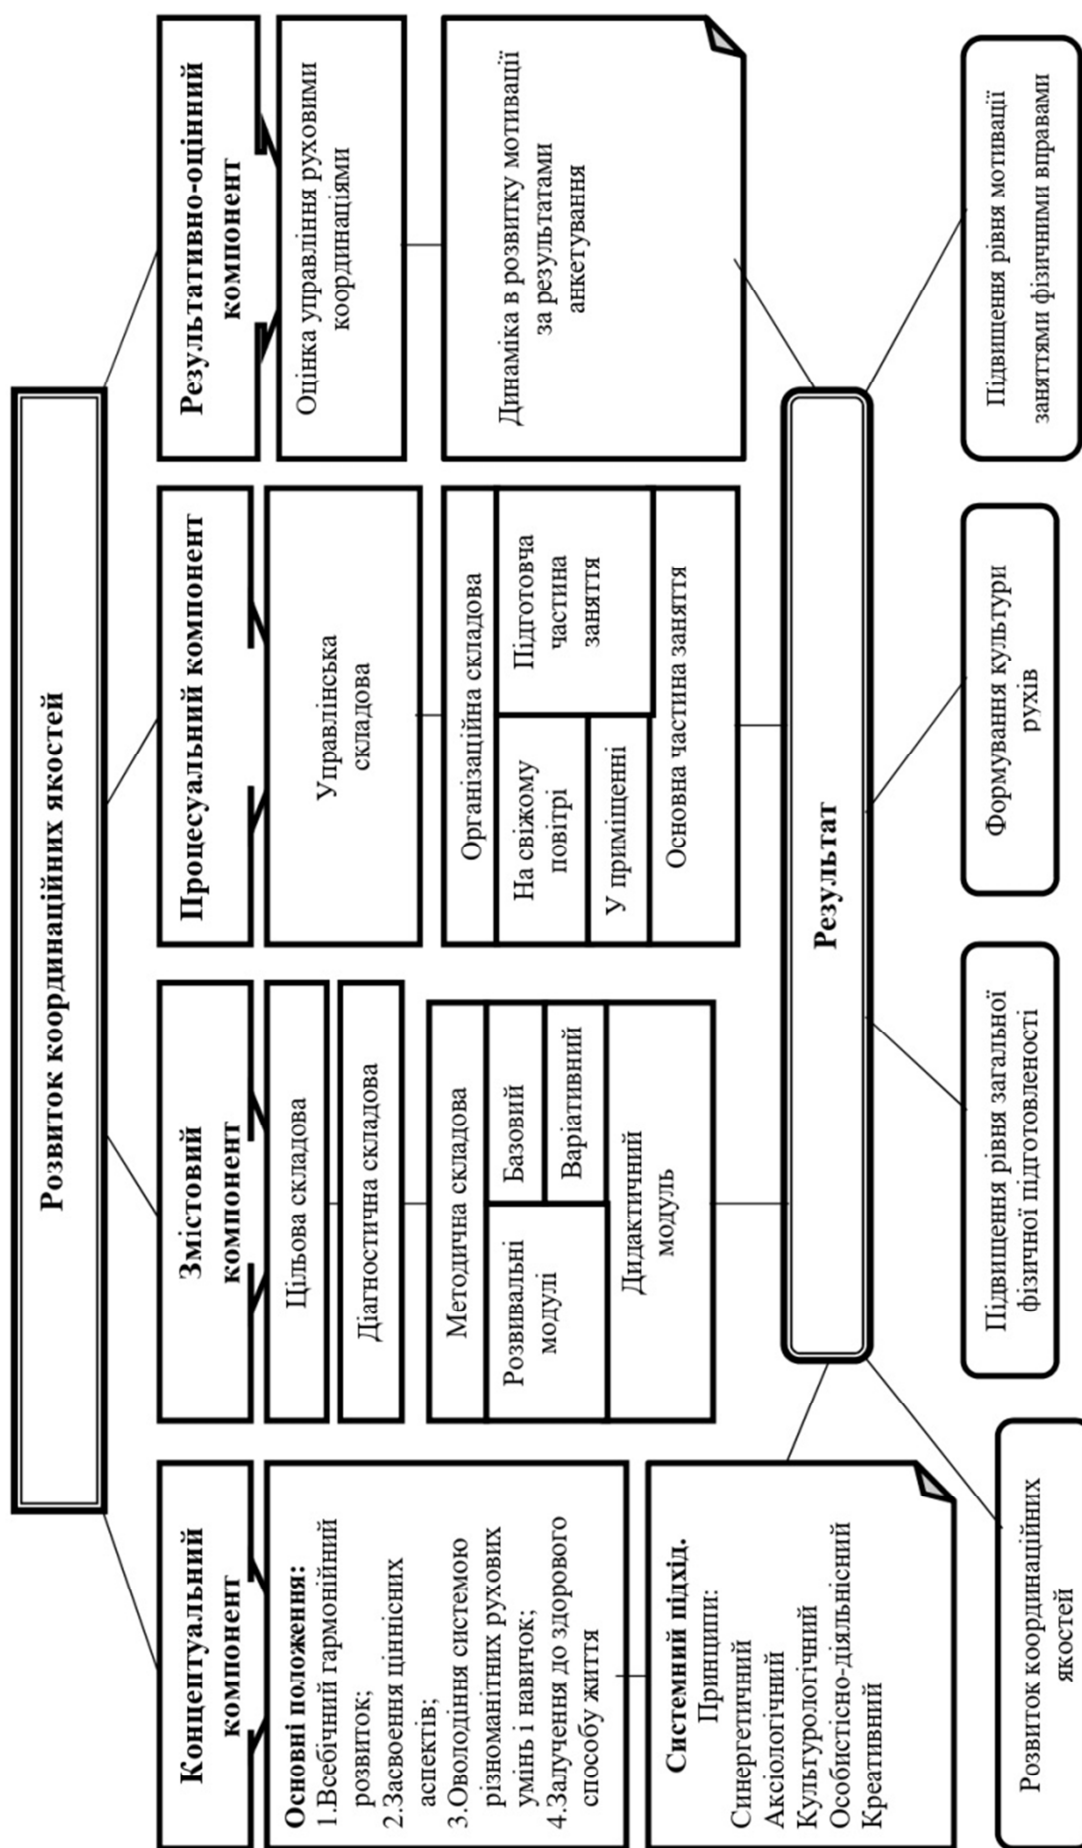 Розвиток координаційних якостей
Концептуальний
компонент
Основні положення:
1.Всебічний гармонійний
розвиток;
2.Засвоєння ціннісних
аспектів;
3.Оволодіння системою
різноманітних рухових
умінь і навичок;
4.Залучення до здорового
способу життя
Системний підхід.
Принципи:
Синергетичний
Аксіологічний
Культурологічний
Особистісно-діяльнісний
Креативний
Змістовий
компонент
Цільова складова
Діагностична складова
Методична складова
Розвивальні
модулі
Базовий
Варіативний
Дидактичний
модуль
Процесуальний компонент
Управлінська
складова
Організаційна складова
На свіжому
повітрі
У приміщенні
Підготовча
частина
заняття
Основна частина заняття
Результативно-оцінний
компонент
Оцінка управління руховими
координаціями
Динаміка в розвитку мотивації
за результатами
анкетування
Результат
Розвиток координаційних
якостей
Підвищення рівня загальної
фізичної підготовленості
Формування культури
рухів
Підвищення рівня мотивації
заняттями фізичними вправами